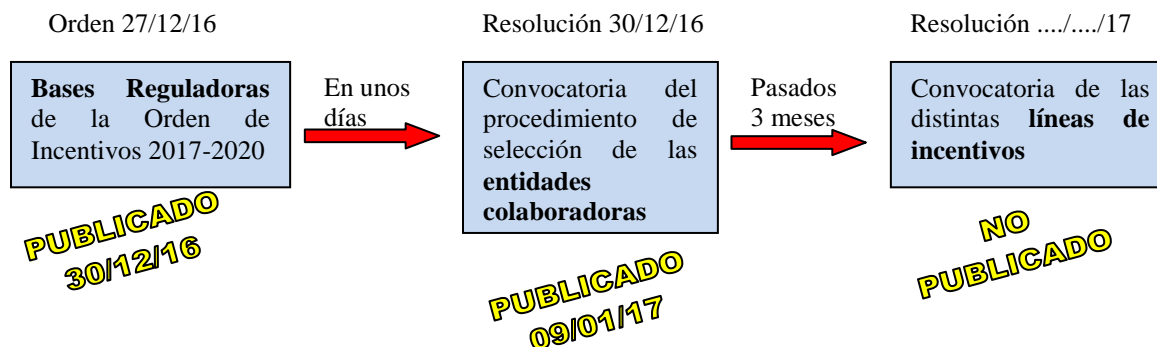 Orden 27/12/16
Bases Reguladoras
de la Orden de
Incentivos 2017-2020
PUBLICADO
30/12/16
En unos
días
Resolución 30/12/16
Convocatoria del
procedimiento de
selección de las
entidades
colaboradoras
PUBLICADO
09/01/17
Pasados
3 meses
Resolución ..../..../17
Convocatoria de las
distintas líneas de
incentivos
NO
PUBLICADO